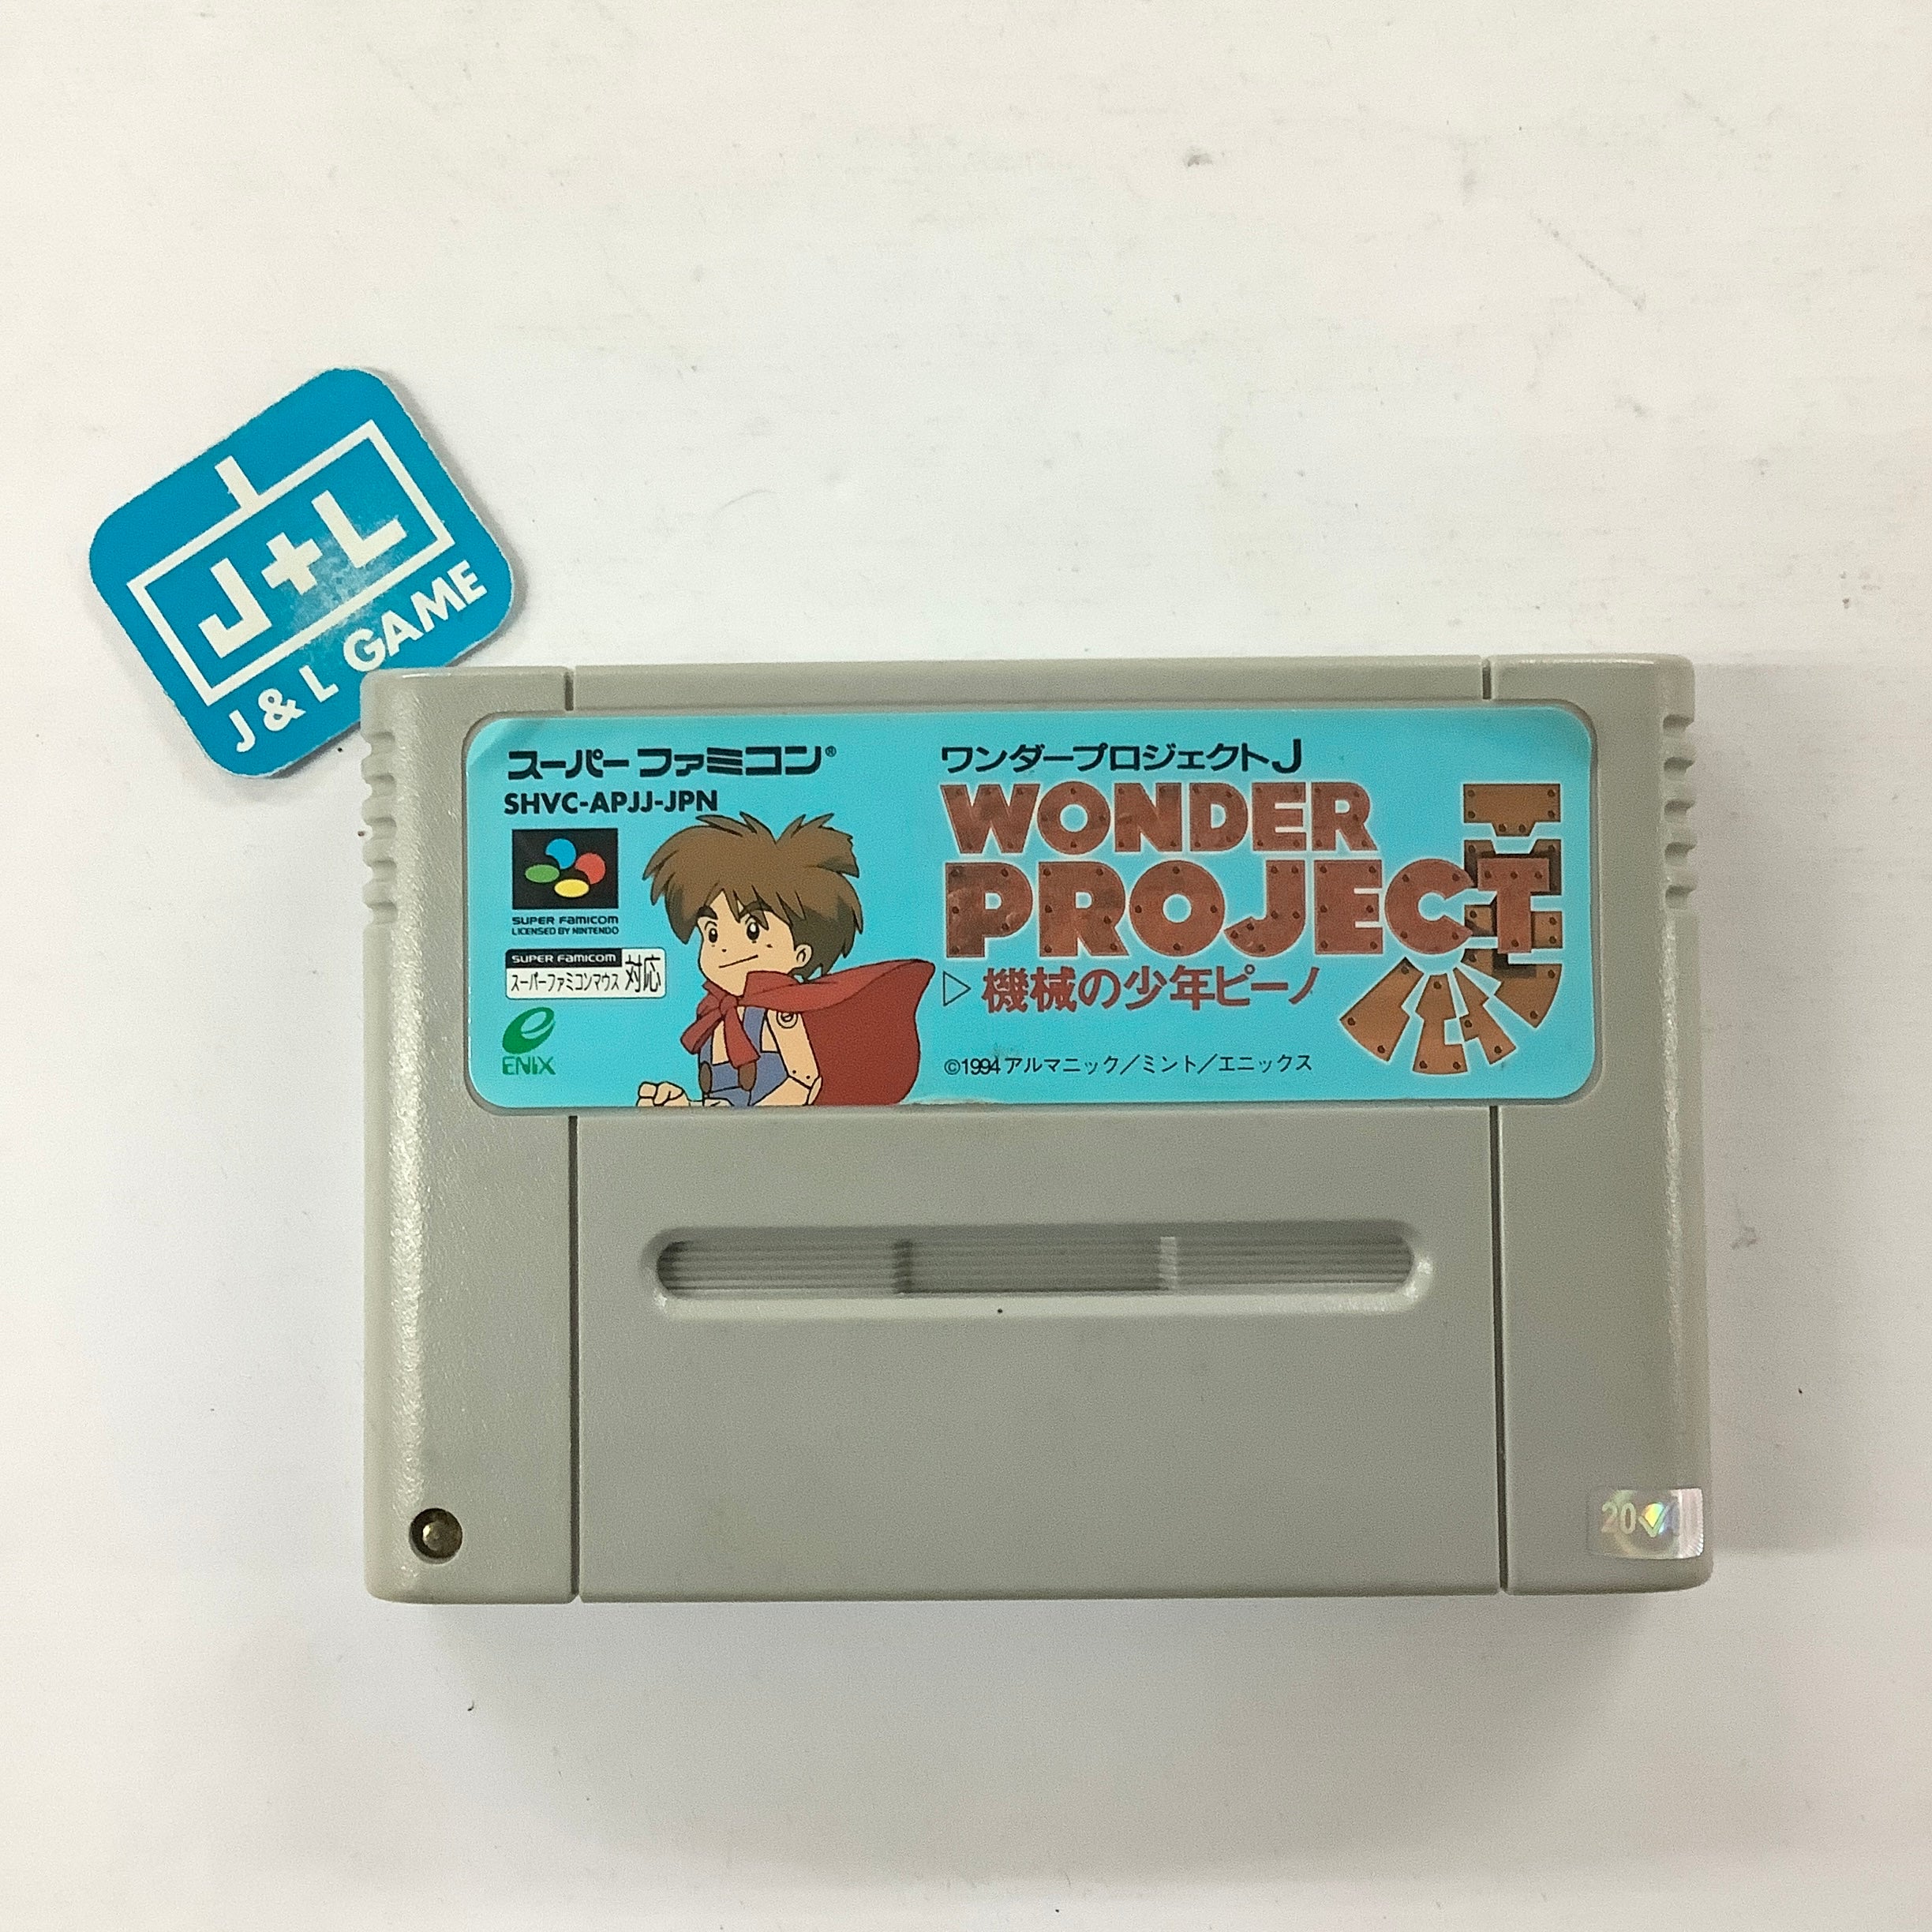 J+L
J & L GAME
スーパーファミコン®
SHVC-APJJ-JPN
SUPER FAMICOM
LICENSED BY NINTENDO
SUPER FAMICOM
スーパーファミコンマウス 対応
ENIX
ワンダープロジェクトJ
WONDER
PROJECT J
▷機械の少年ピーノ
©1994 アルマニック/ミント/エニックス